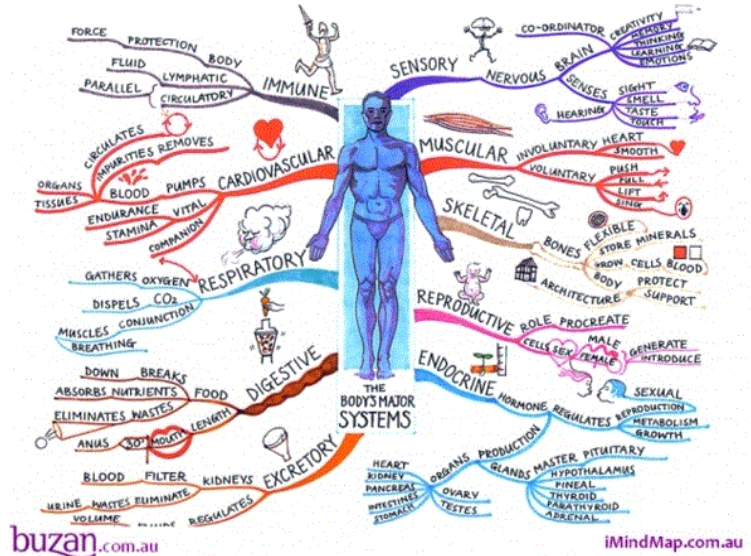 THE
BODY'S MAJOR
SYSTEMS
IMMUNE
FORCE PROTECTION BODY
FLUID LYMPHATIC
PARALLEL CIRCULATORY
CARDIOVASCULAR
CIRCULATES
IMPURITIES REMOVES
ORGANS
TISSUES
BLOOD PUMPS
ENDURANCE VITAL
STAMINA
COMPANION
RESPIRATORY
GATHERS OXYGEN
DISPELS CO2
MUSCLES CONJUNCTION
BREATHING
DIGESTIVE
DOWN BREAKS
ABSORBS NUTRIENTS FOOD
ELIMINATES WASTES
ANUS 30' MOUTH LENGTH
EXCRETORY
BLOOD FILTER KIDNEYS
URINE WASTES ELIMINATE
VOLUME REGULATES
SENSORY
NERVOUS BRAIN
CO-ORDINATOR
CREATIVITY
MEMORY
THINKING
LEARNING
EMOTIONS
SENSES
SIGHT
SMELL
TASTE
TOUCH
HEARING
MUSCULAR
INVOLUNTARY HEART
SMOOTH
VOLUNTARY PUSH
PULL
LIFT
SING
SKELETAL
BONES FLEXIBLE
STORE MINERALS
GROW CELLS BLOOD
BODY PROTECT
SUPPORT
ARCHITECTURE
REPRODUCTIVE
ROLE PROCREATE
CELLS SEX MALE
FEMALE
GENERATE
INTRODUCE
ENDOCRINE
HORMONE REGULATES SEXUAL
REPRODUCTION
METABOLISM
GROWTH
PRODUCTION
ORGANS
HEART
KIDNEY
PANCREAS
INTESTINES
STOMACH
OVARY
TESTES
GLANDS MASTER PITUITARY
HYPOTHALAMUS
PINEAL
THYROID
PARATHYROID
ADRENAL
buzan.com.au
iMindMap.com.au